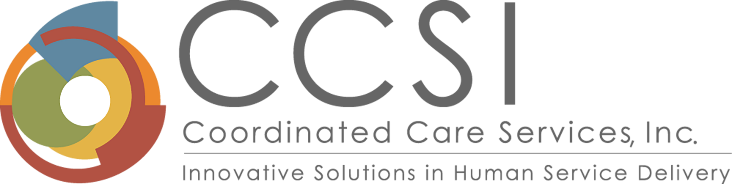 CCSI
Coordinated Care Services, Inc.
Innovative Solutions in Human Service Delivery